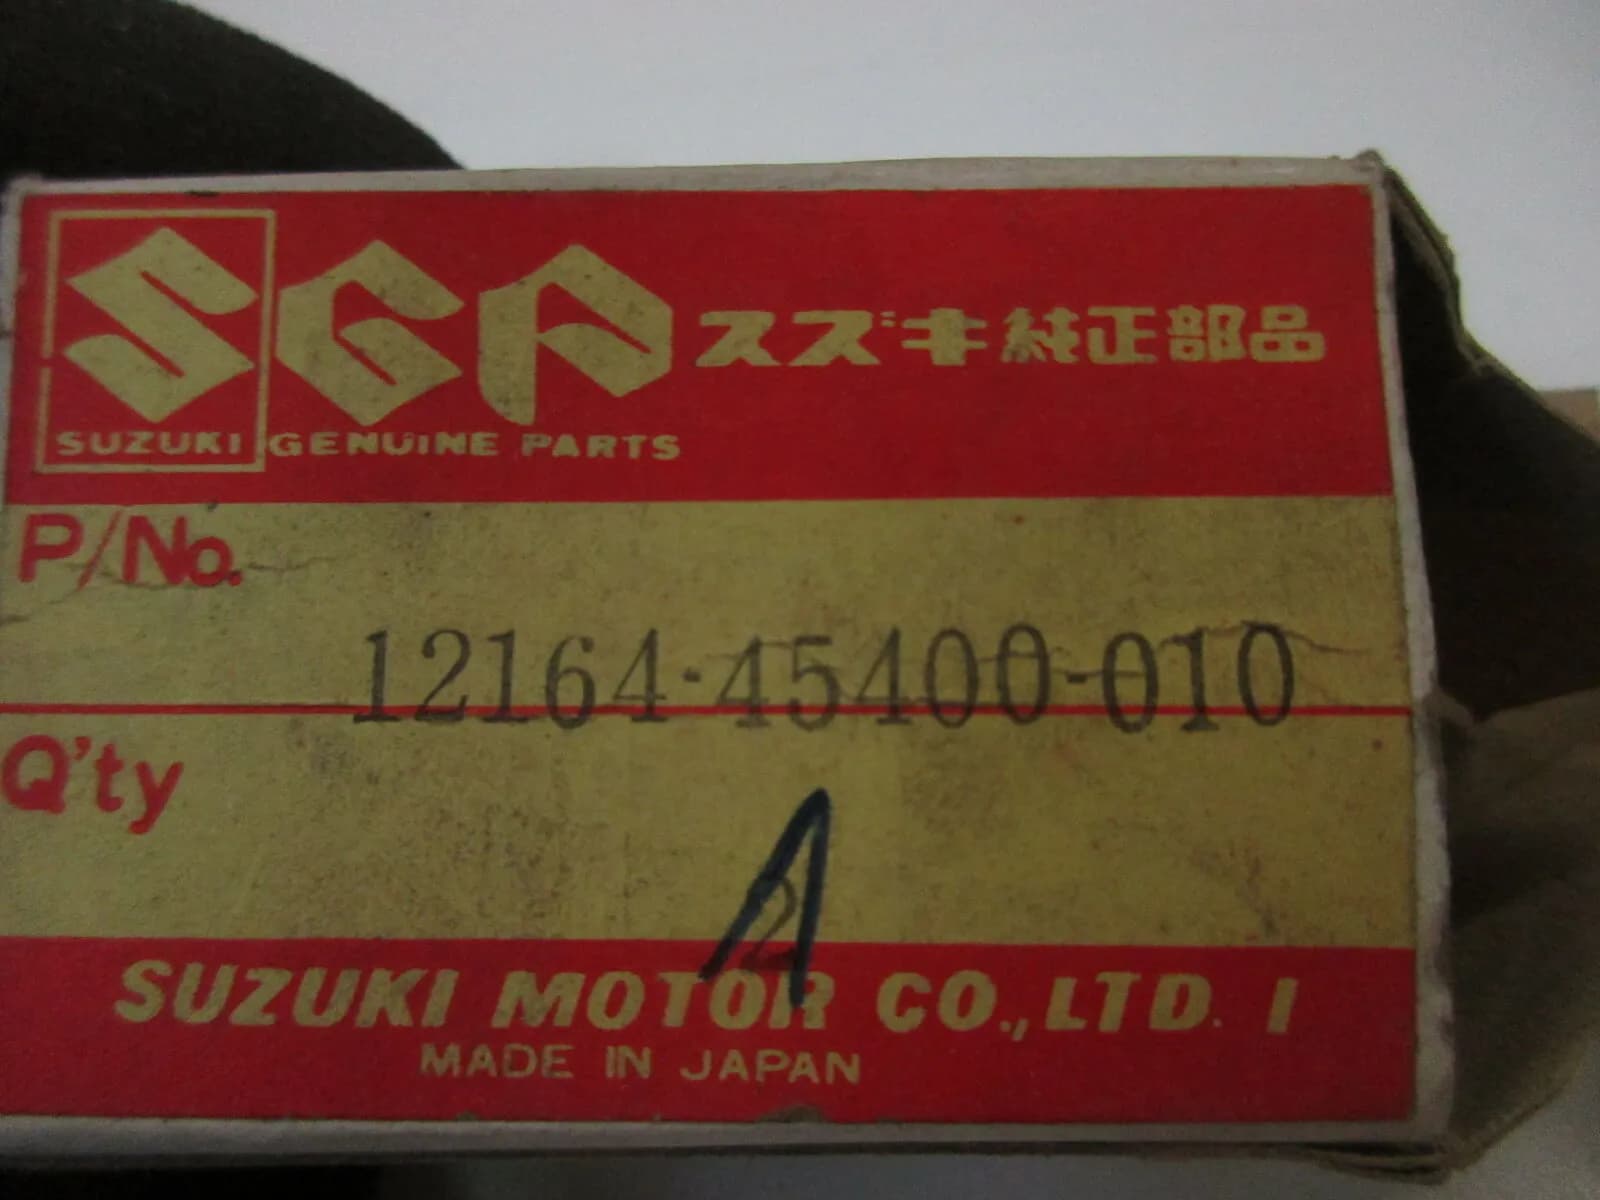 SGP スズキ純正部品
SUZUKI GENUINE PARTS
P/No.
12164-45400-010
Q'ty
1
SUZUKI MOTOR CO., LTD. 1
MADE IN JAPAN